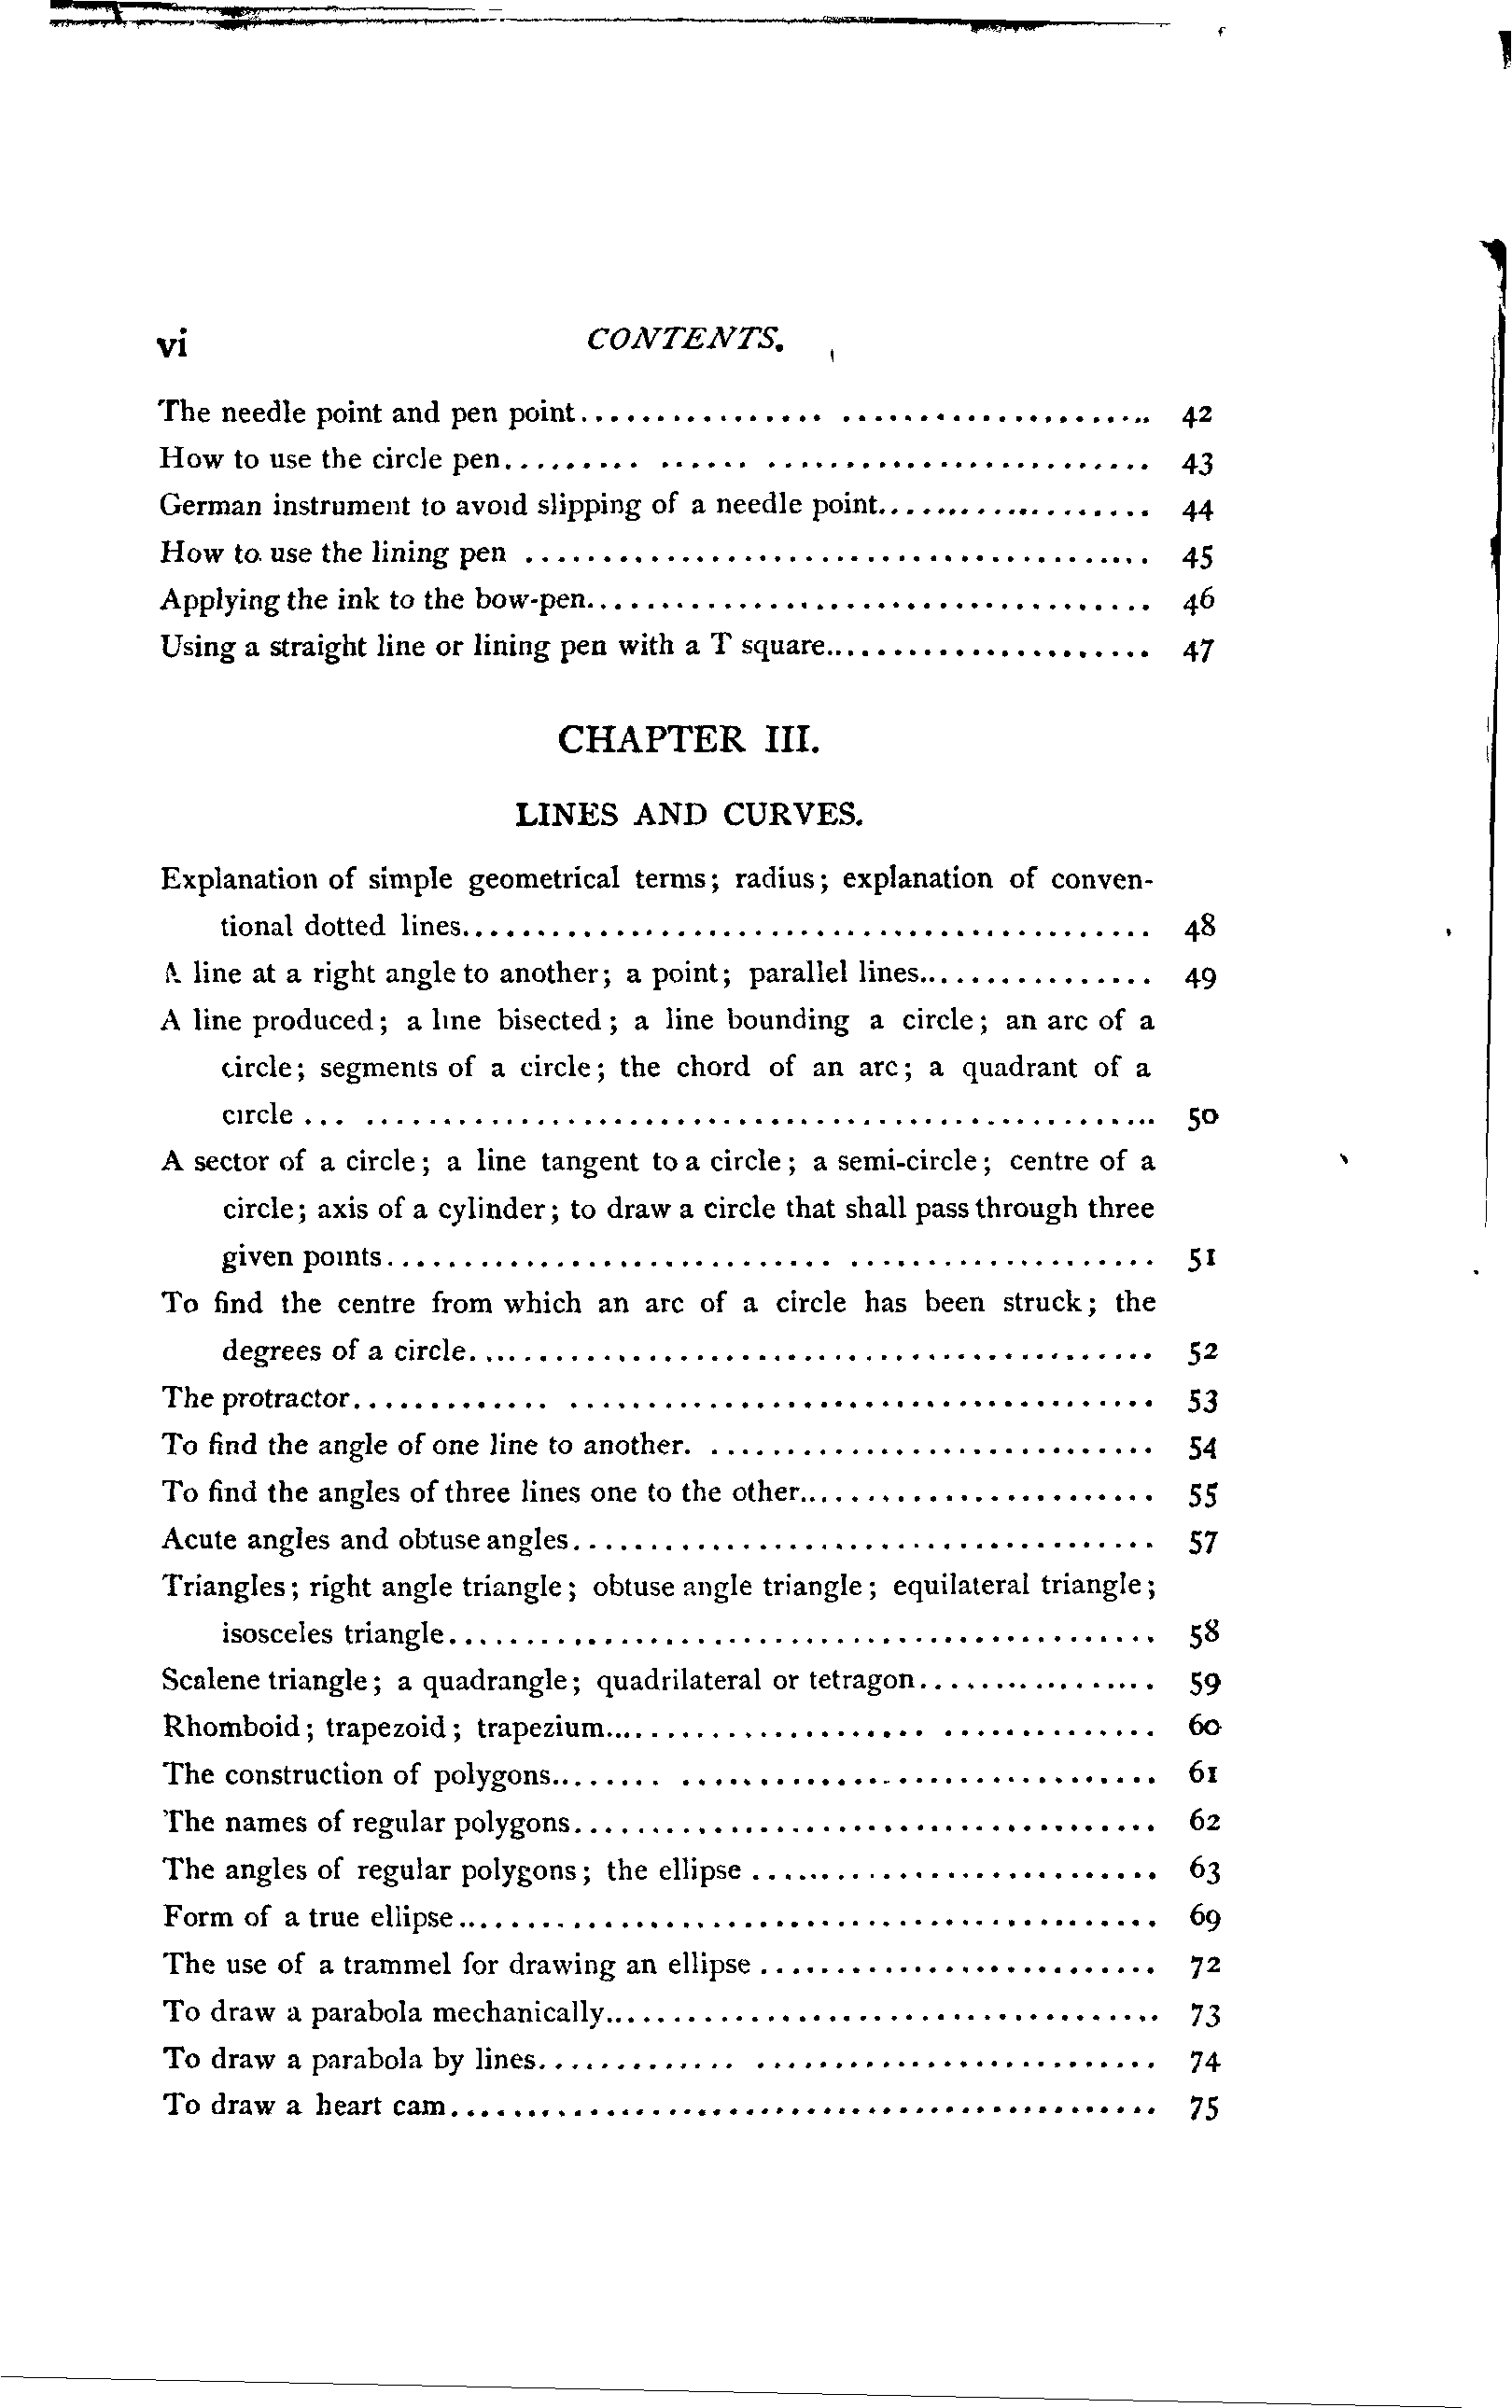 vi CONTENTS.
The needle point and pen point.................................... 42
How to use the circle pen......................................... 43
German instrument to avoid slipping of a needle point.................. 44
How to use the lining pen ........................................ 45
Applying the ink to the bow-pen.................................... 46
Using a straight line or lining pen with a T square..................... 47
CHAPTER III.
LINES AND CURVES.
Explanation of simple geometrical terms; radius; explanation of conven-
tional dotted lines............................................. 48
A line at a right angle to another; a point; parallel lines............... 49
A line produced; a line bisected; a line bounding a circle; an arc of a
circle; segments of a circle; the chord of an arc; a quadrant of a
circle ... .................................................. 50
A sector of a circle; a line tangent to a circle; a semi-circle; centre of a
circle; axis of a cylinder; to draw a circle that shall pass through three
given points................................................. 51
To find the centre from which an arc of a circle has been struck; the
degrees of a circle............................................ 52
The protractor................................................... 53
To find the angle of one line to another. ............................. 54
To find the angles of three lines one to the other....................... 55
Acute angles and obtuse angles..................................... 57
Triangles; right angle triangle; obtuse angle triangle; equilateral triangle;
isosceles triangle.............................................. 58
Scalene triangle; a quadrangle; quadrilateral or tetragon................ 59
Rhomboid; trapezoid; trapezium................................... 60
The construction of polygons...................................... 61
The names of regular polygons..................................... 62
The angles of regular polygons; the ellipse .......................... 63
Form of a true ellipse............................................. 69
The use of a trammel for drawing an ellipse .......................... 72
To draw a parabola mechanically.................................... 73
To draw a parabola by lines....................................... 74
To draw a heart cam.............................................. 75